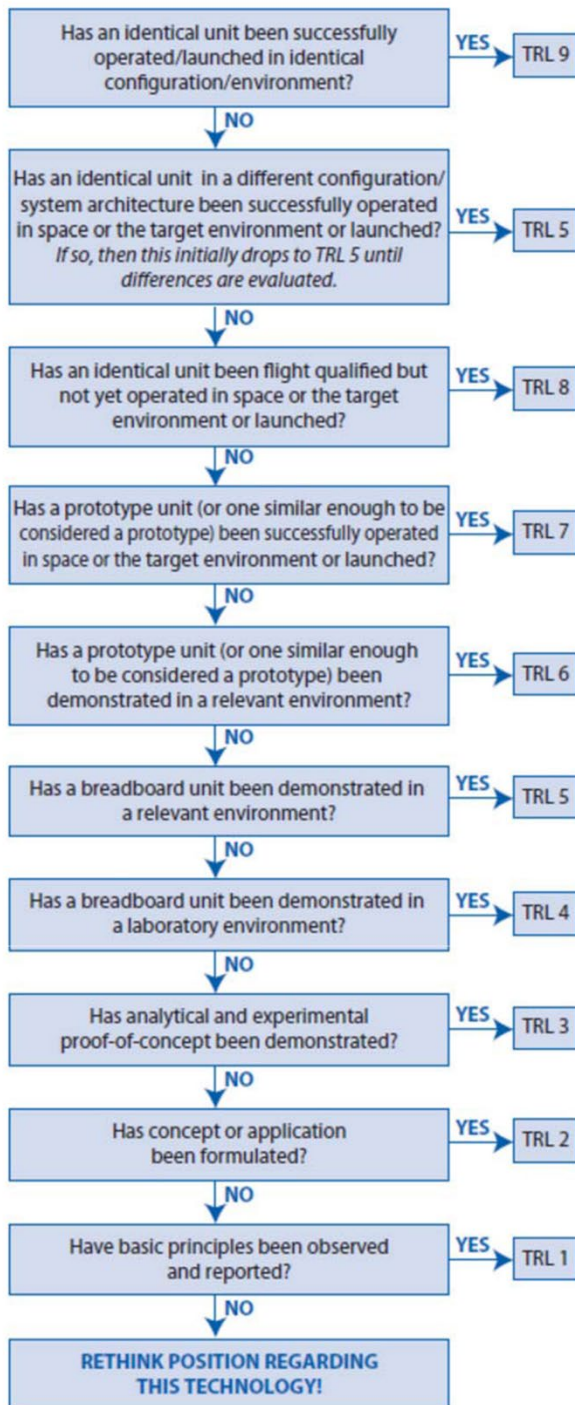 Has an identical unit been successfully
operated/launched in identical
configuration/environment?
YES
TRL 9
NO
Has an identical unit in a different configuration/
system architecture been successfully operated
in space or the target environment or launched?
If so, then this initially drops to TRL 5 until
differences are evaluated.
YES
TRL 5
NO
Has an identical unit been flight qualified but
not yet operated in space or the target
environment or launched?
YES
TRL 8
NO
Has a prototype unit (or one similar enough to be
considered a prototype) been successfully operated
in space or the target environment or launched?
YES
TRL 7
NO
Has a prototype unit (or one similar enough
to be considered a prototype) been
demonstrated in a relevant environment?
YES
TRL 6
NO
Has a breadboard unit been demonstrated in
a relevant environment?
YES
TRL 5
NO
Has a breadboard unit been demonstrated in
a laboratory environment?
YES
TRL 4
NO
Has analytical and experimental
proof-of-concept been demonstrated?
YES
TRL 3
NO
Has concept or application
been formulated?
YES
TRL 2
NO
Have basic principles been observed
and reported?
YES
TRL 1
NO
RETHINK POSITION REGARDING
THIS TECHNOLOGY!